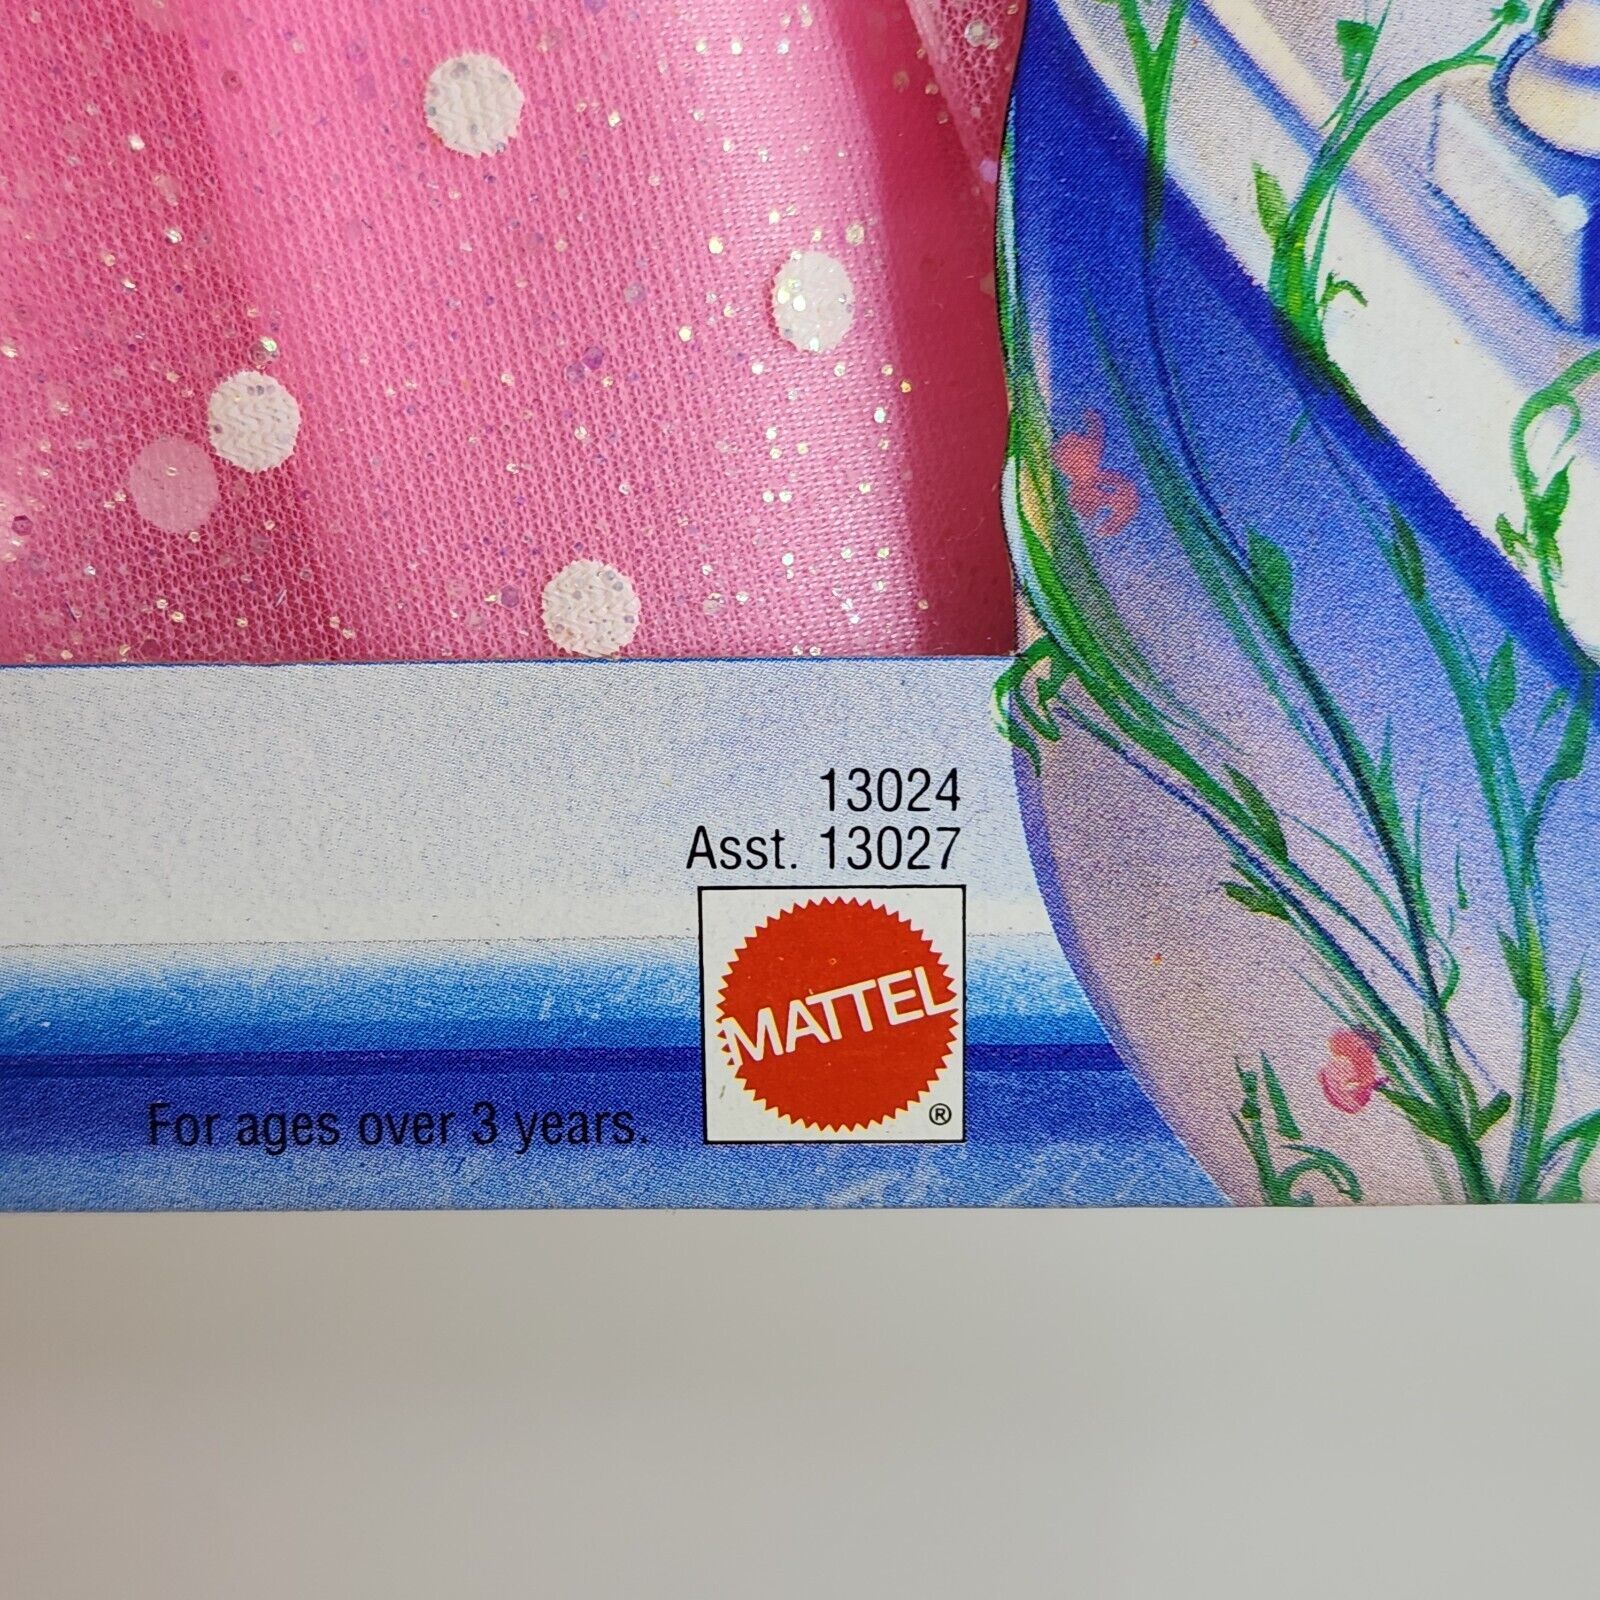 13024
Asst. 13027
MATTEL
®
For ages over 3 years.